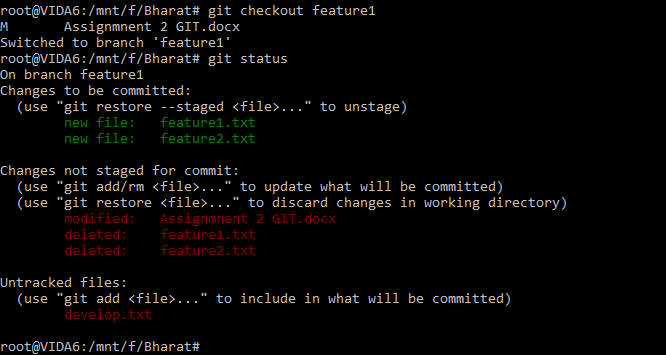 root@VIDA6:/mnt/f/Bharat# git checkout feature1
M       Assignmnent 2 GIT.docx
Switched to branch 'feature1'
root@VIDA6:/mnt/f/Bharat# git status
On branch feature1
Changes to be committed:
  (use "git restore --staged <file>..." to unstage)
        new file:   feature1.txt
        new file:   feature2.txt

Changes not staged for commit:
  (use "git add/rm <file>..." to update what will be committed)
  (use "git restore <file>..." to discard changes in working directory)
        modified:   Assignmnent 2 GIT.docx
        deleted:    feature1.txt
        deleted:    feature2.txt

Untracked files:
  (use "git add <file>..." to include in what will be committed)
        develop.txt

root@VIDA6:/mnt/f/Bharat#